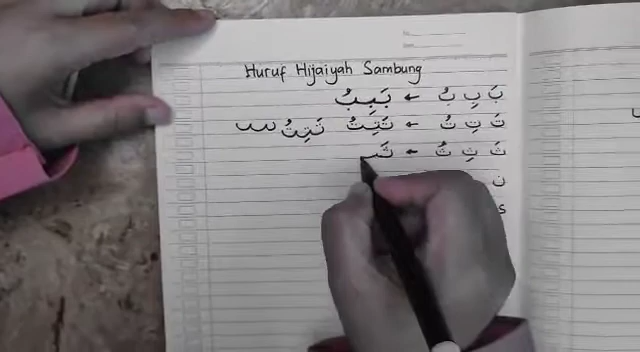 Huruf Hijaiyah Sambung
بَ بِ بُ ← بَبِبُ
تَ تِ تُ ← تَتِتُ تَتِتُ
ثَ ثِ ثُ ← ثَ
ن